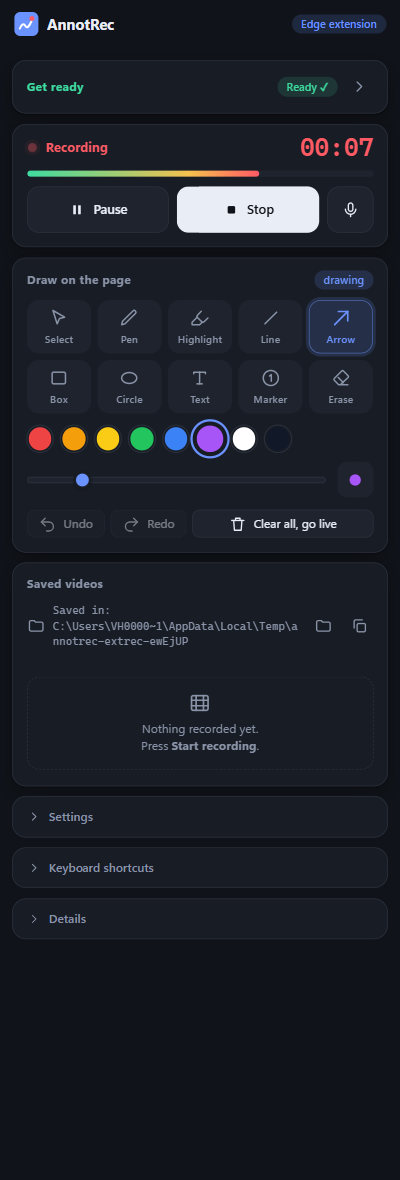 AnnotRec
Edge extension
Get ready
Ready ✓
Recording
00:07
Pause
Stop
Draw on the page
drawing
Select
Pen
Highlight
Line
Arrow
Box
Circle
Text
1
Marker
Erase
Undo
Redo
Clear all, go live
Saved videos
Saved in:
C:\Users\VH0000~1\AppData\Local\Temp\a
nnotrec-extrec-ewEjUP
Nothing recorded yet.
Press Start recording.
Settings
Keyboard shortcuts
Details